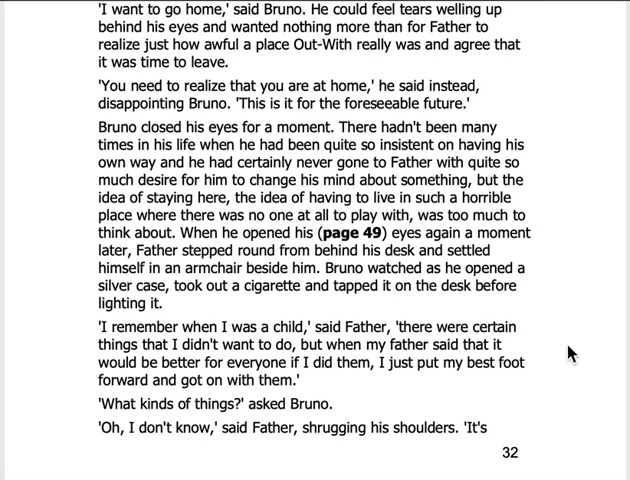 'I want to go home,' said Bruno. He could feel tears welling up
behind his eyes and wanted nothing more than for Father to
realize just how awful a place Out-With really was and agree that
it was time to leave.
'You need to realize that you are at home,' he said instead,
disappointing Bruno. 'This is it for the foreseeable future.'
Bruno closed his eyes for a moment. There hadn't been many
times in his life when he had been quite so insistent on having his
own way and he had certainly never gone to Father with quite so
much desire for him to change his mind about something, but the
idea of staying here, the idea of having to live in such a horrible
place where there was no one at all to play with, was too much to
think about. When he opened his (page 49) eyes again a moment
later, Father stepped round from behind his desk and settled
himself in an armchair beside him. Bruno watched as he opened a
silver case, took out a cigarette and tapped it on the desk before
lighting it.
'I remember when I was a child,' said Father, 'there were certain
things that I didn't want to do, but when my father said that it
would be better for everyone if I did them, I just put my best foot
forward and got on with them.'
'What kinds of things?' asked Bruno.
'Oh, I don't know,' said Father, shrugging his shoulders. 'It's
32